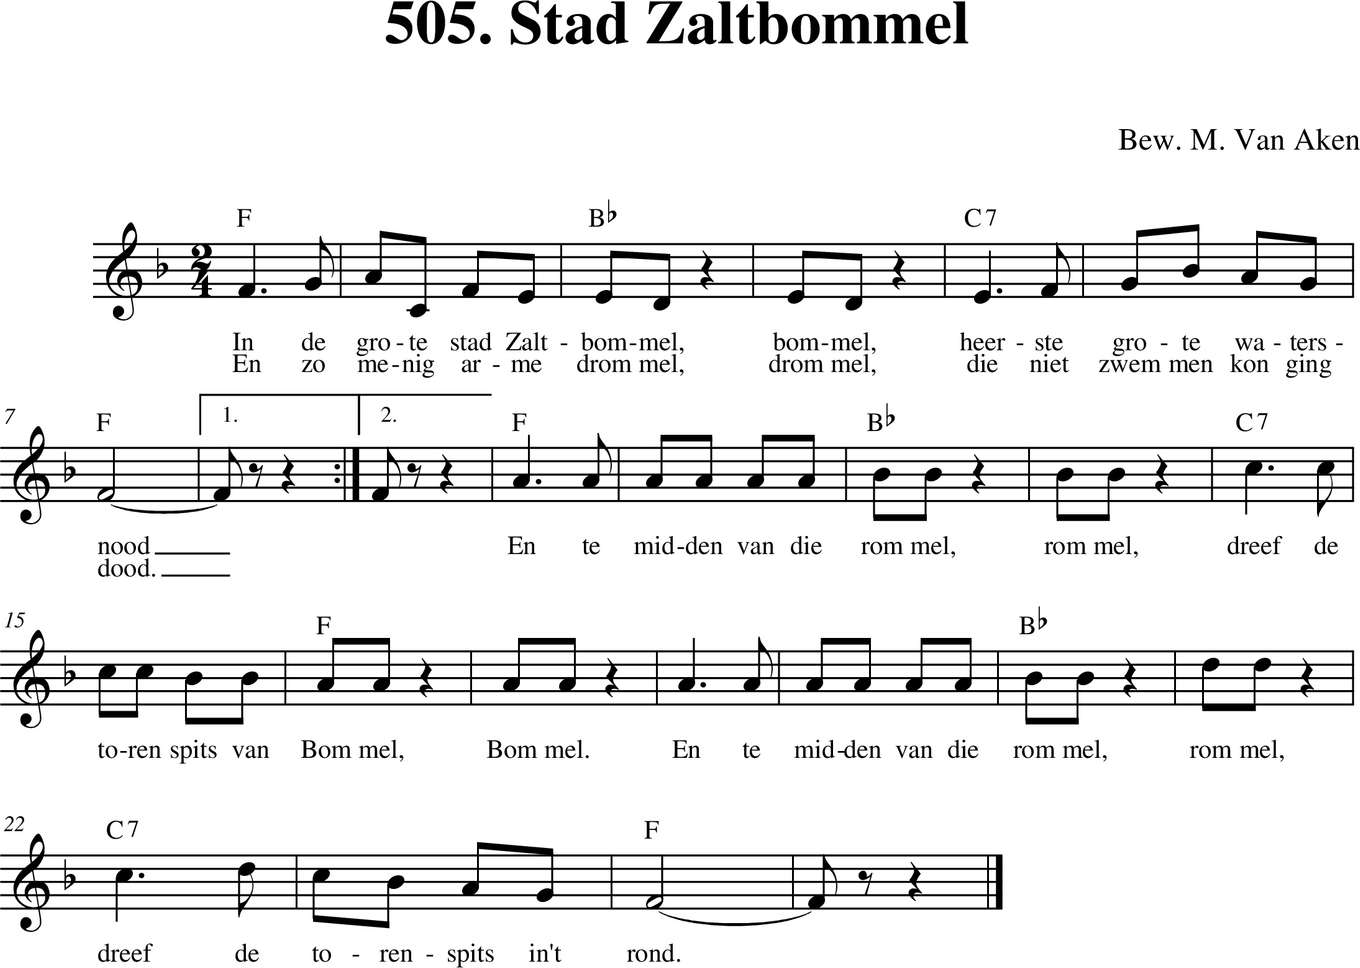 505. Stad Zaltbommel
Bew. M. Van Aken
F B♭ C7
2
4
In de gro - te stad Zalt - bom - mel, bom - mel, heer - ste gro - te wa - ters -
En zo me - nig ar - me drom mel, drom mel, die niet zwem men kon ging
7 F 1. 2. F B♭ C7
nood En te mid - den van die rom mel, rom mel, dreef de
dood.
15 F B♭
to - ren spits van Bom mel, Bom mel. En te mid - den van die rom mel, rom mel,
22 C7 F
dreef de to - ren - spits in't rond.